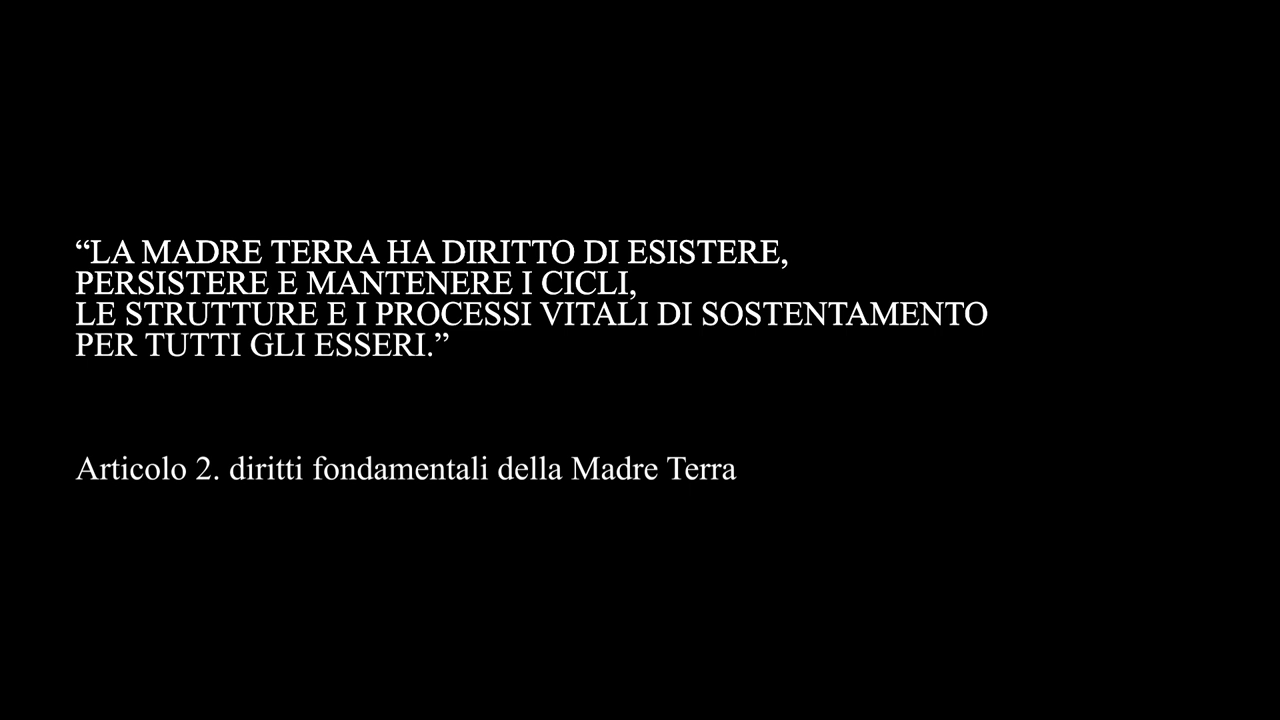 “LA MADRE TERRA HA DIRITTO DI ESISTERE,
PERSISTERE E MANTENERE I CICLI,
LE STRUTTURE E I PROCESSI VITALI DI SOSTENTAMENTO
PER TUTTI GLI ESSERI.”
Articolo 2. diritti fondamentali della Madre Terra